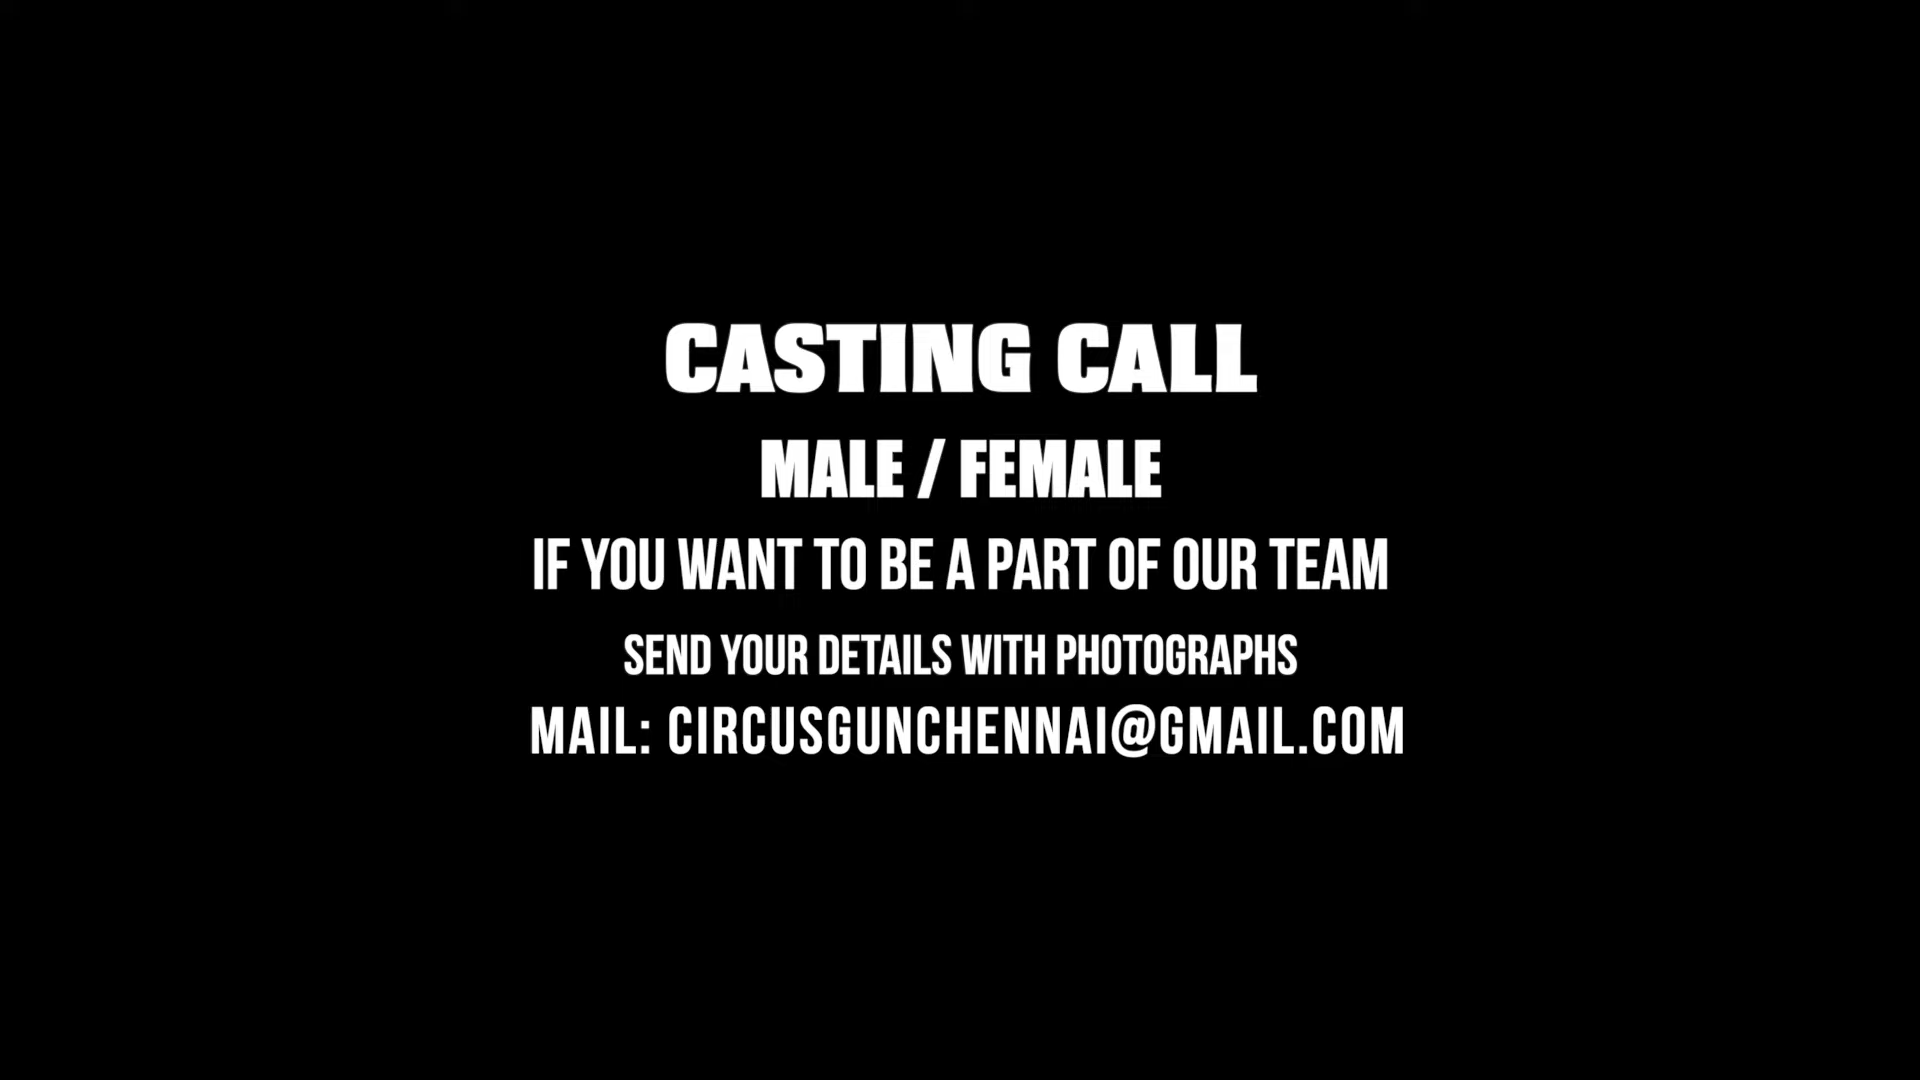 CASTING CALL
MALE / FEMALE
IF YOU WANT TO BE A PART OF OUR TEAM
SEND YOUR DETAILS WITH PHOTOGRAPHS
MAIL: CIRCUSGUNCHENNAI@GMAIL.COM